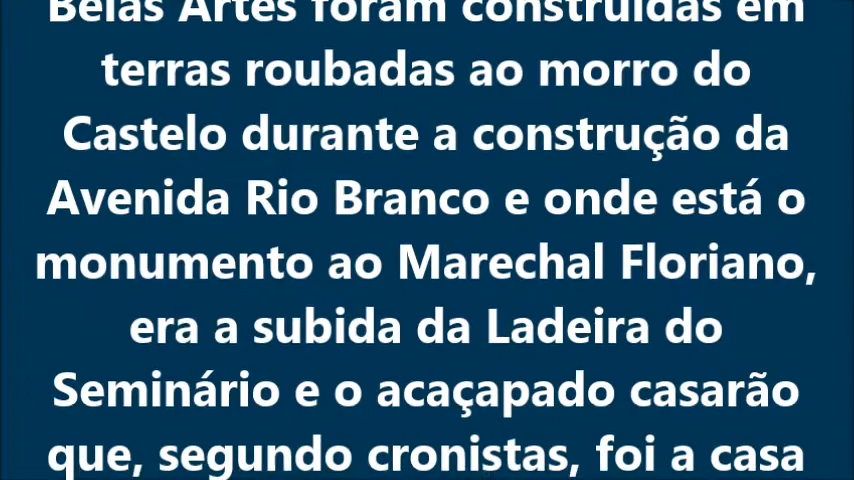 Belas Artes foram construídas em
terras roubadas ao morro do
Castelo durante a construção da
Avenida Rio Branco e onde está o
monumento ao Marechal Floriano,
era a subida da Ladeira do
Seminário e o acaçapado casarão
que, segundo cronistas, foi a casa